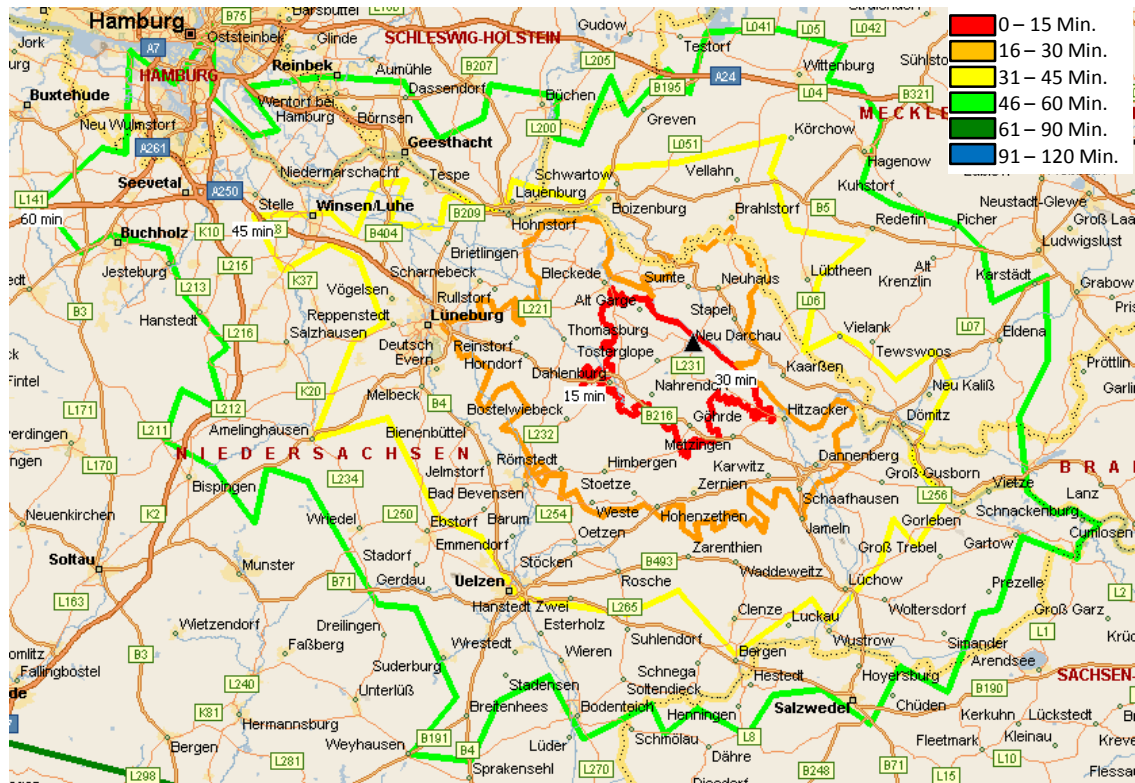 Hamburg
B75
Barsbüttel
L041
L05
L042
0 – 15 Min.
16 – 30 Min.
31 – 45 Min.
46 – 60 Min.
61 – 90 Min.
91 – 120 Min.
Jork
A7
Oststeinbek
Glinde
SCHLESWIG-HOLSTEIN
Gudow
Testorf
Wittenburg
HAMBURG
Reinbek
Aumühle
B207
L205
A24
B195
L04
B321
Buxtehude
Wentorf bei
Hamburg
Dassendorf
Büchen
Börnsen
Greven
MECKLE
Neu Wulmstorf
A261
Geesthacht
L200
Körchow
L051
Hagenow
Niedermarschacht
Tespe
Schwartow
Vellahn
Kuhstorf
Seevetal
A250
Stelle
Winsen/Luhe
Lauenburg
Boizenburg
Brahlstorf
B5
Neustadt-Glewe
L141
60 min
45 min
B209
Hohnstorf
Redefin
Picher
Buchholz
K10
B404
Brietlingen
Ludwigslust
Jesteburg
L215
K37
Scharnebeck
Bleckede
Sumte
Neuhaus
Lübtheen
Alt
Krenzlin
Karstädt
L213
Vögelsen
Rullstorf
L221
Alt Garge
Stapel
L06
Grabow
B3
Hanstedt
L216
Reppenstedt
Salzhausen
Lüneburg
Thomasburg
Neu Darchau
Vielank
L07
Eldena
Deutsch
Evern
Reinstorf
Tosterglope
L231
Tewswoos
Horndorf
Dahlenburg
Nahrendorf
30 min
Kaarßen
Neu Kaliß
Fintel
K20
Melbeck
B4
15 min
L171
L212
Bostelwiebeck
B216
Göhrde
Hitzacker
Dömitz
L211
Amelinghausen
Bienenbüttel
L232
Metzingen
NIEDERSACHSEN
Jelmstorf
Römstedt
Himbergen
Karwitz
Dannenberg
L170
L234
Bad Bevensen
Stoetze
Zernien
Groß Gusborn
Vietze
Bispingen
Schaafhausen
L256
Lanz
Neuenkirchen
K2
Wriedel
L250
Ebstorf
Barum
L254
Weste
Hohenzethen
Gorleben
Schnackenburg
Cumlosen
Emmendorf
Oetzen
Jameln
Soltau
Stadorf
Stöcken
Zarenthien
Groß Trebel
Gartow
Munster
B71
Gerdau
Uelzen
B493
Waddeweitz
Rosche
Lüchow
Prezelle
L2
L163
Hanstedt Zwei
L265
Clenze
Luckau
Woltersdorf
Groß Garz
Wietzendorf
Dreilingen
Esterholz
L1
Faßberg
Wrestedt
Suhlendorf
Wustrow
Simander
B3
Suderburg
Wieren
Bergen
Arendsee
Fallingbostel
L240
Unterlüß
Schnega
Hestedt
Hoyersburg
SACHSEN-
Stadensen
Soltendieck
B190
K81
Breitenhees
Bodenteich
Henningen
Salzwedel
Chüden
Hermannsburg
Kerkuhn
Lückstedt
Bergen
Weyhausen
B191
B4
Lüder
Schmölau
L8
Fleetmark
Kleinau
L281
Dähre
L298
Sprakensehl
L270
B248
B71
L15
L10